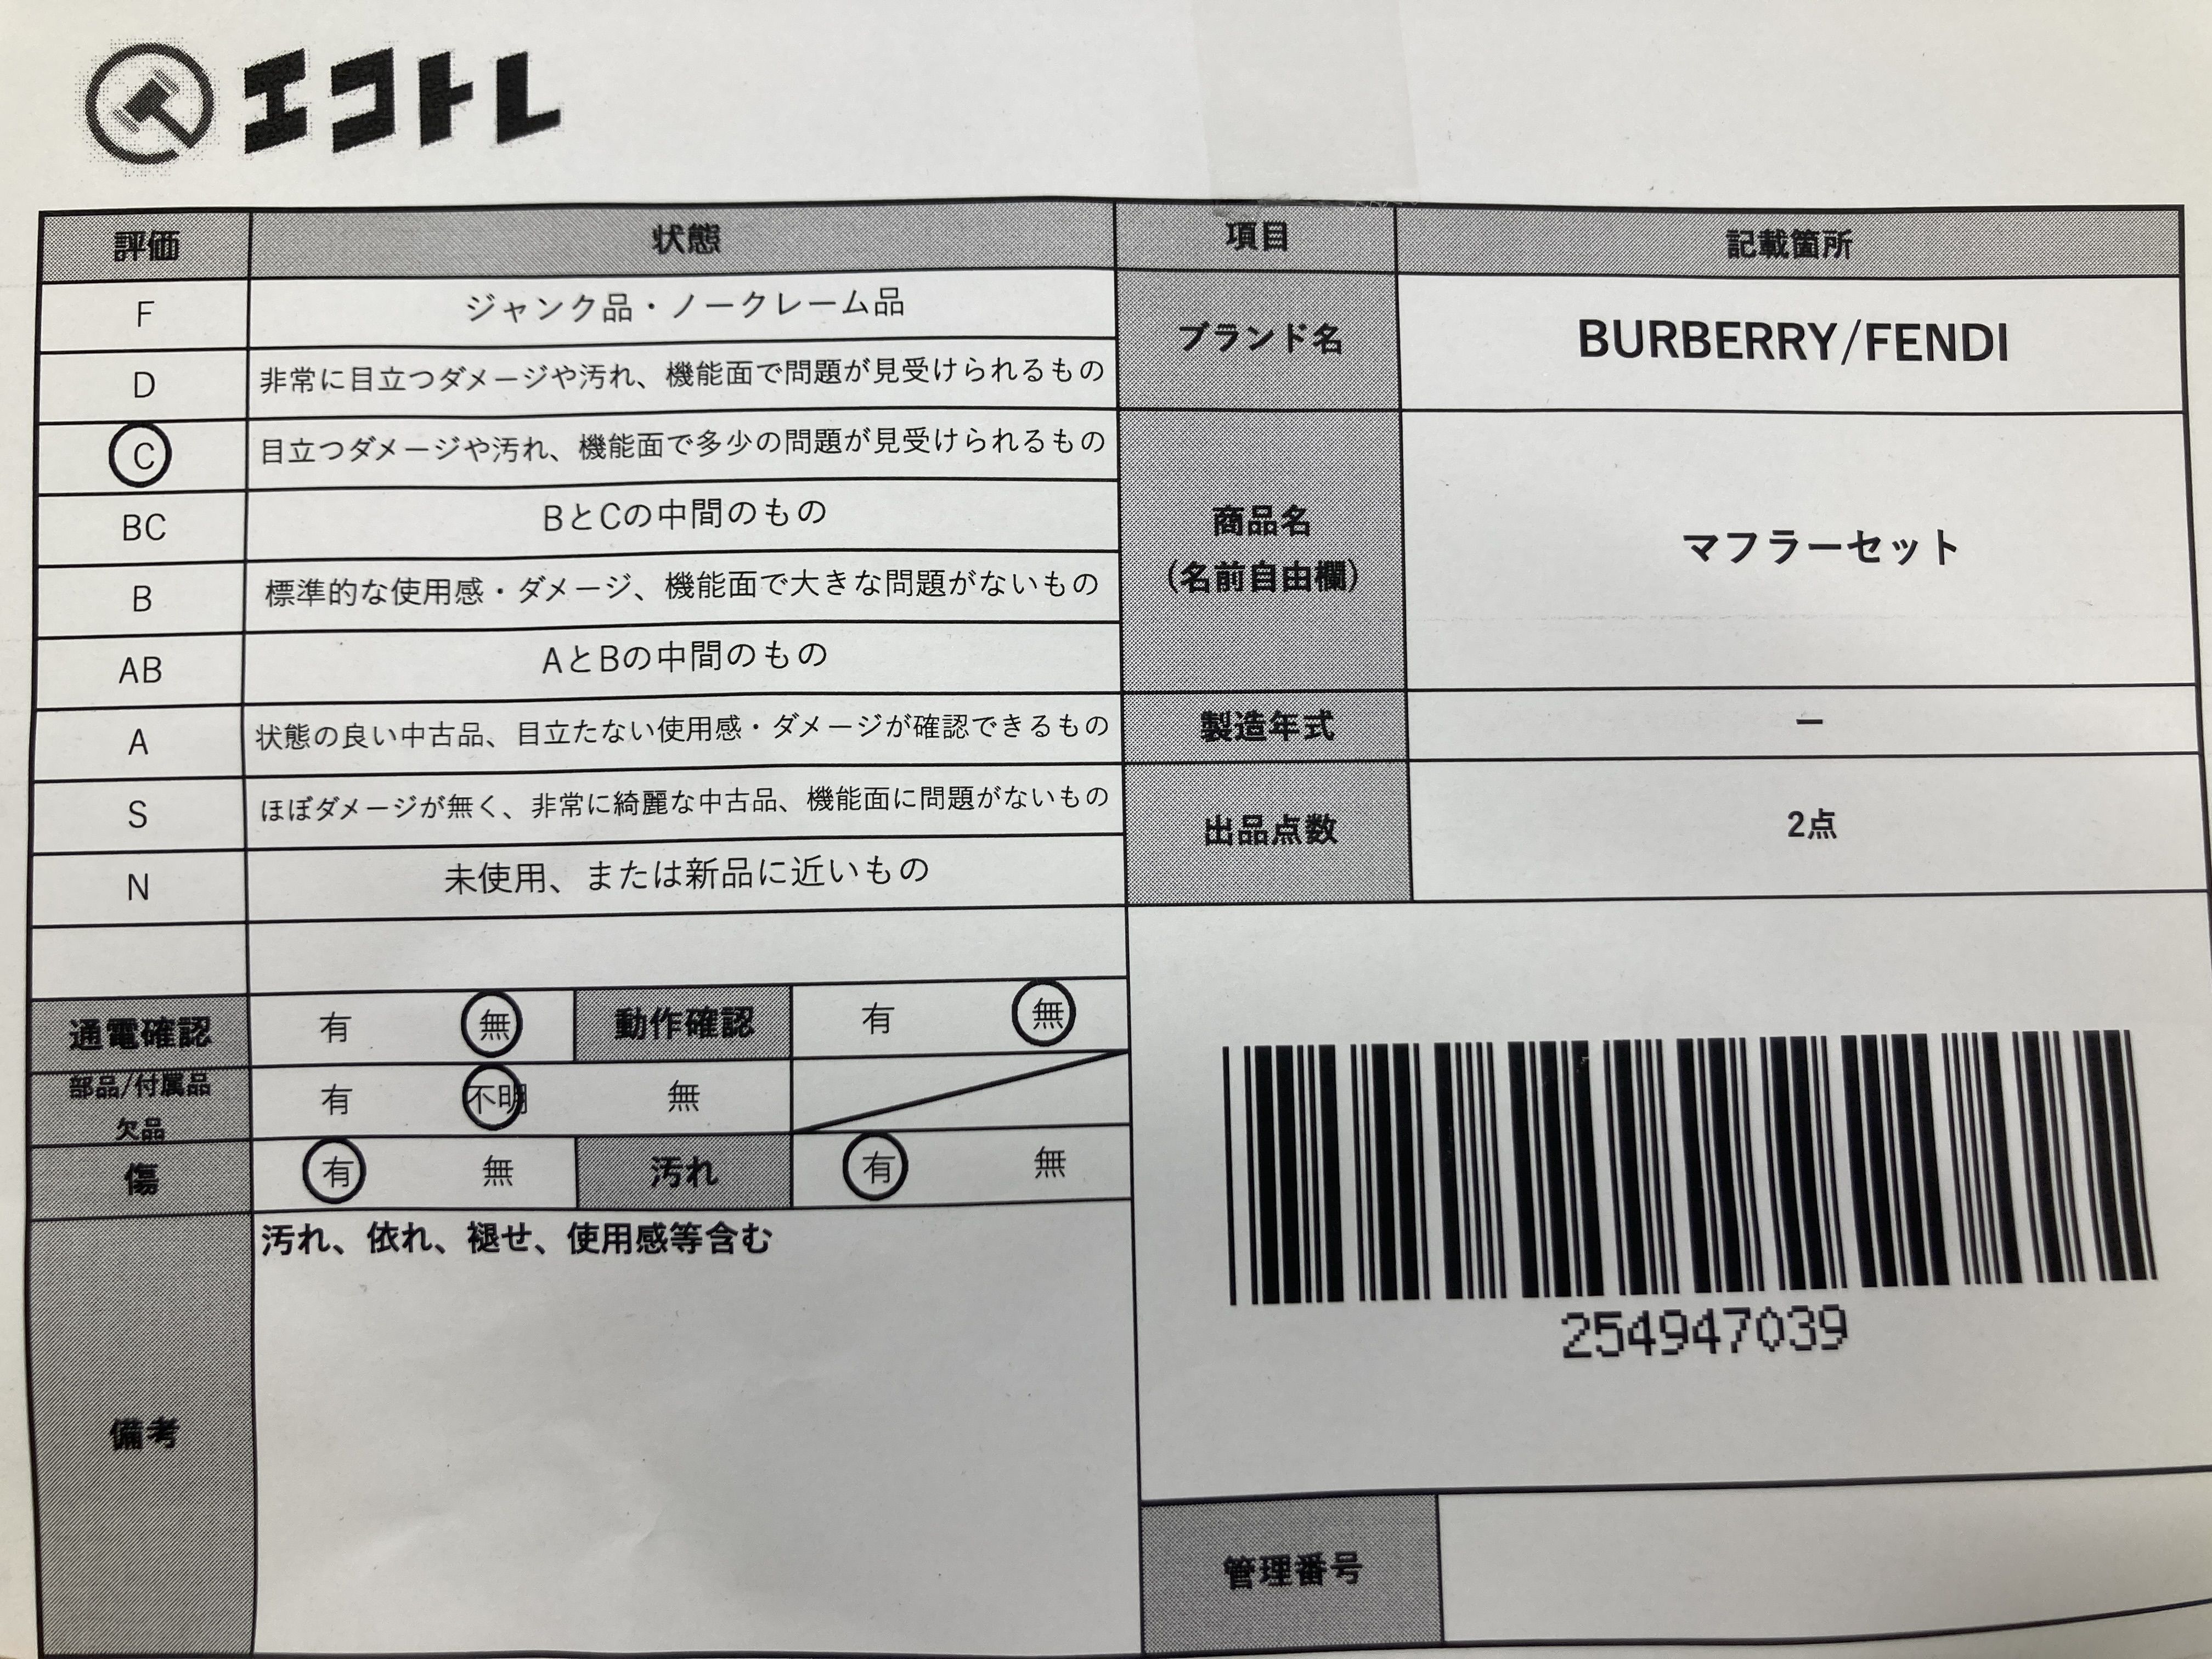 エコトレ
評価 状態
F ジャンク品・ノークレーム品
D 非常に目立つダメージや汚れ、機能面で問題が見受けられるもの
C 目立つダメージや汚れ、機能面で多少の問題が見受けられるもの
BC BとCの中間のもの
B 標準的な使用感・ダメージ、機能面で大きな問題がないもの
AB AとBの中間のもの
A 状態の良い中古品、目立たない使用感・ダメージが確認できるもの
S ほぼダメージが無く、非常に綺麗な中古品、機能面に問題がないもの
N 未使用、または新品に近いもの
通電確認 有 無 動作確認 有 無
部品/付属品
欠品
有 不明 無
傷 有 無 汚れ 有 無
備考
汚れ、依れ、褪せ、使用感等含む
項目 記載箇所
ブランド名 BURBERRY/FENDI
商品名
(名前自由欄)
マフラーセット
製造年式 ー
出品点数 2点
254947039
管理番号